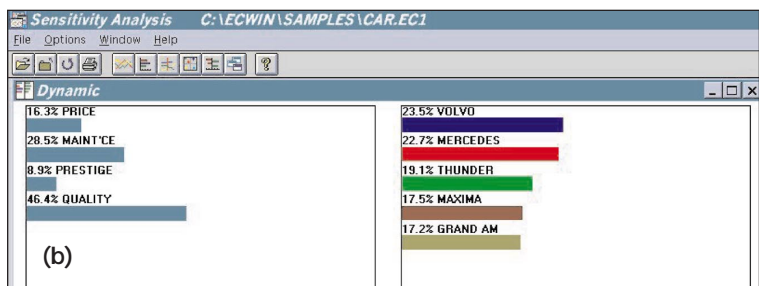 Sensitivity Analysis C:\ECWIN\SAMPLES\CAR.EC1
File Options Window Help
?
Dynamic
16.3% PRICE
28.5% MAINT'CE
8.9% PRESTIGE
46.4% QUALITY
(b)
23.5% VOLVO
22.7% MERCEDES
19.1% THUNDER
17.5% MAXIMA
17.2% GRAND AM